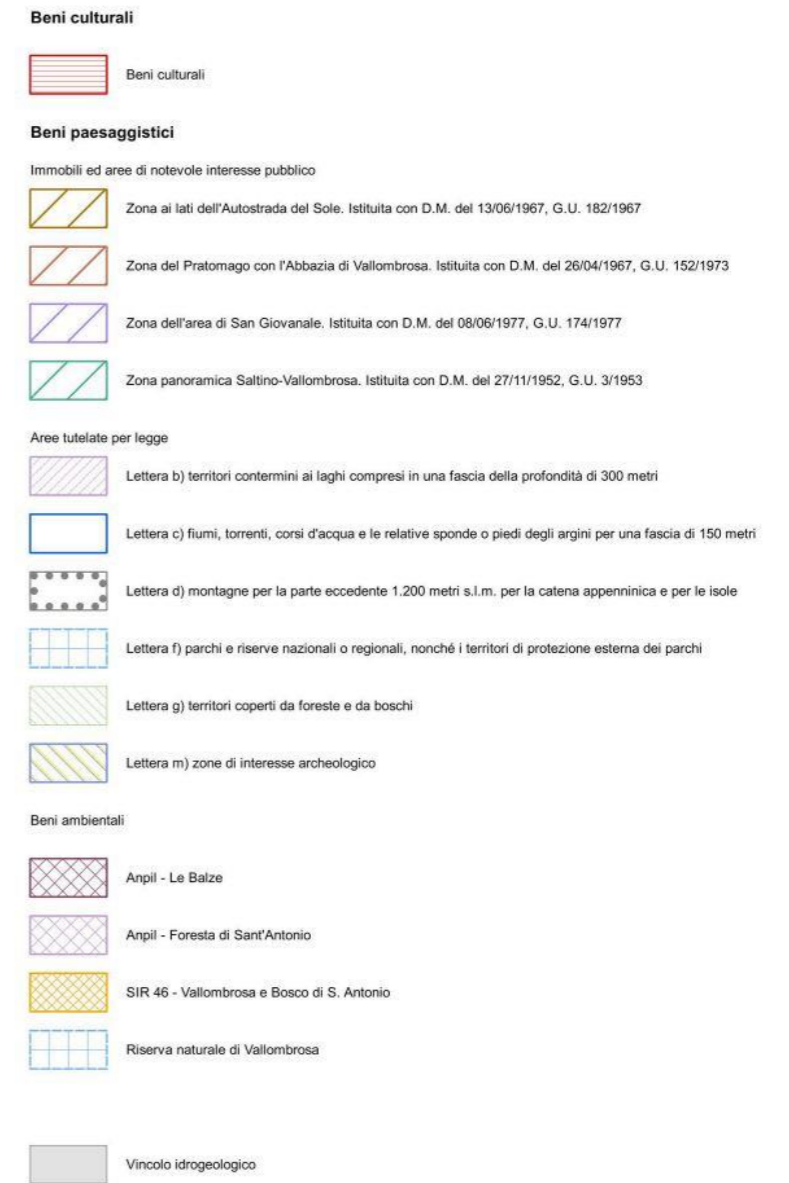 Beni culturali
Beni culturali
Beni paesaggistici
Immobili ed aree di notevole interesse pubblico
Zona ai lati dell'Autostrada del Sole. Istituita con D.M. del 13/06/1967, G.U. 182/1967
Zona del Pratomago con l'Abbazia di Vallombrosa. Istituita con D.M. del 26/04/1967, G.U. 152/1973
Zona dell'area di San Giovanale. Istituita con D.M. del 08/06/1977, G.U. 174/1977
Zona panoramica Saltino-Vallombrosa. Istituita con D.M. del 27/11/1952, G.U. 3/1953
Aree tutelate per legge
Lettera b) territori contermini ai laghi compresi in una fascia della profondità di 300 metri
Lettera c) fiumi, torrenti, corsi d'acqua e le relative sponde o piedi degli argini per una fascia di 150 metri
Lettera d) montagne per la parte eccedente 1.200 metri s.l.m. per la catena appenninica e per le isole
Lettera f) parchi e riserve nazionali o regionali, nonché i territori di protezione esterna dei parchi
Lettera g) territori coperti da foreste e da boschi
Lettera m) zone di interesse archeologico
Beni ambientali
Anpil - Le Balze
Anpil - Foresta di Sant'Antonio
SIR 46 - Vallombrosa e Bosco di S. Antonio
Riserva naturale di Vallombrosa
Vincolo idrogeologico